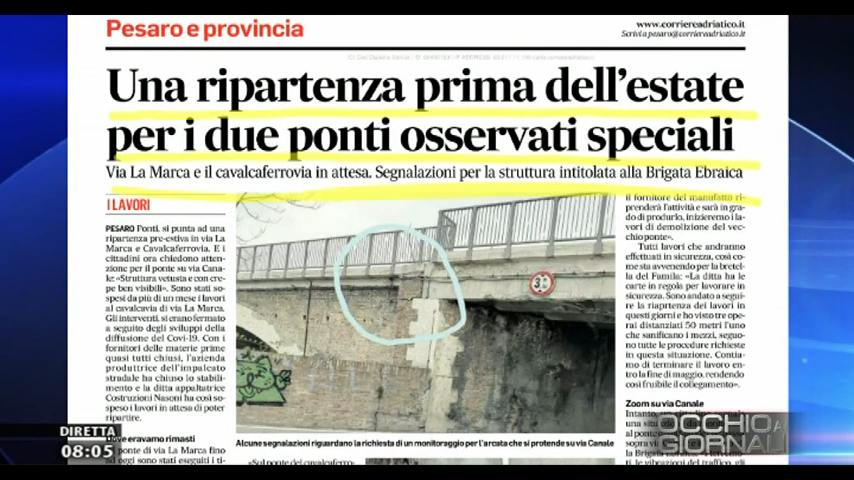 Pesaro e provincia
www.corriereadriatico.it
Scrivi a pesaro@corriereadriatico.it
Una ripartenza prima dell'estate
per i due ponti osservati speciali
Via La Marca e il cavalcaferrovia in attesa. Segnalazioni per la struttura intitolata alla Brigata Ebraica
I LAVORI
PESARO Ponti, si punta ad una
ripartenza pre-estiva in via La
Marca e Cavalcaferrovia. E i
cittadini ora chiedono atten-
zione per il ponte su via Cana-
le: «Struttura vetusta e con cre-
pe ben visibili». Sono stati so-
spesi da più di un mese i lavori
al cavalcavia di via La Marca.
Gli interventi, si erano fermato
a seguito degli sviluppi della
diffusione del Covi-19. Con i
fornitori delle materie prime
quasi tutti chiusi, l'azienda
produttrice dell'impalcato
stradale ha chiuso lo stabili-
mento e la ditta appaltatrice
Costruzioni Nasoni ha così so-
speso i lavori in attesa di poter
ripartire.
Dove eravamo rimasti
ponte di via La Marca fino
ad oggi sono stati eseguiti i
3
Alcune segnalazioni riguardano la richiesta di un monitoraggio per l'arcata che si protende su via Canale
«Sul ponte del cavalcaferro-
il fornitore del manufatto ri-
prenderà l'attività e sarà in gra-
do di produrlo, inizieremo i la-
vori di demolizione del vec-
chio ponte».
Tutti lavori che andranno
effettuati in sicurezza, così co-
me sta avvenendo per la bretel-
la del Famila: «La ditta ha le
carte in regola per lavorare in
sicurezza. Sono andato a segui-
re la riaprtenza dei lavori in
questi giorni e ho visto tre ope-
rai distanziati 50 metri l'uno
che sanificano i mezzi, seguo-
no tutte le procedure richieste
in questa situazione. Contia-
mo di terminare il lavoro en-
tro la fine di maggio, rendendo
così fruibile il collegamento».
Zoom su via Canale
Intanto,
una
al ponte
sopra
la Brigata
le vibrazioni del traffico, gli
DIRETTA
08:05
OCCHIO AI
GIORNALI